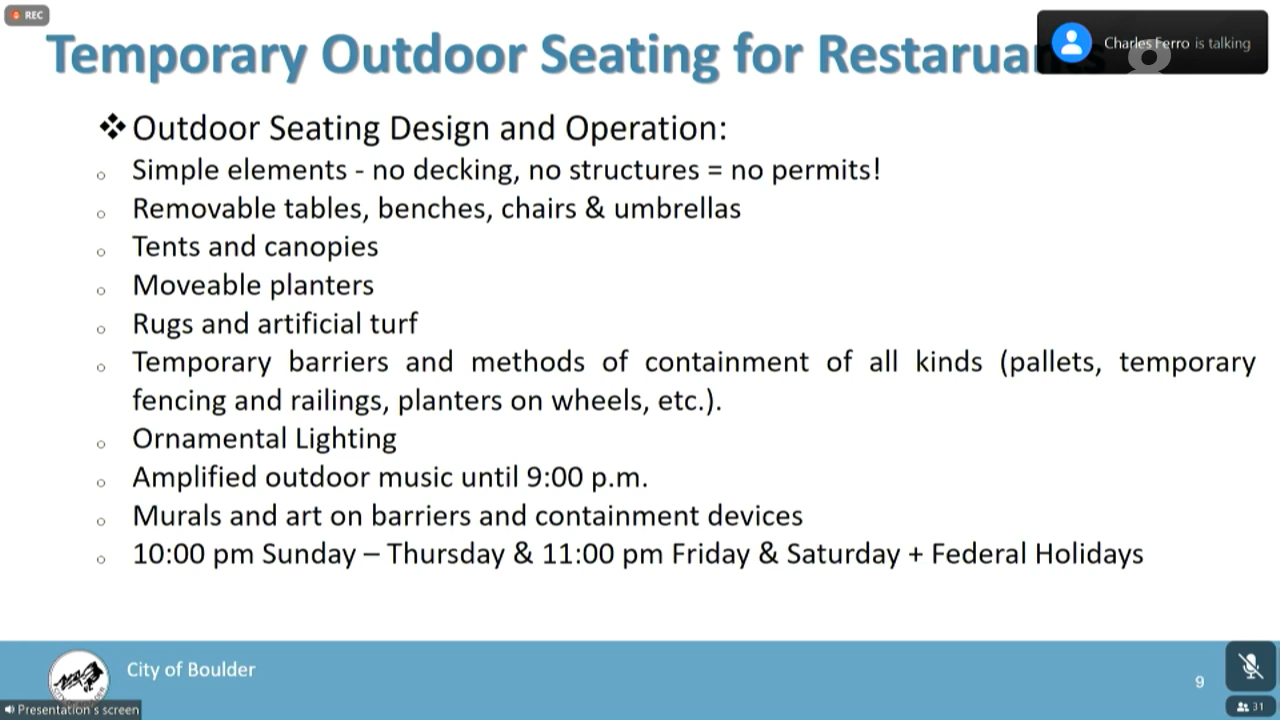 REC
Charles Ferro is talking
8
Temporary Outdoor Seating for Restarua
❖ Outdoor Seating Design and Operation:
o Simple elements - no decking, no structures = no permits!
o Removable tables, benches, chairs & umbrellas
o Tents and canopies
o Moveable planters
o Rugs and artificial turf
o Temporary barriers and methods of containment of all kinds (pallets, temporary
fencing and railings, planters on wheels, etc.).
o Ornamental Lighting
o Amplified outdoor music until 9:00 p.m.
o Murals and art on barriers and containment devices
o 10:00 pm Sunday – Thursday & 11:00 pm Friday & Saturday + Federal Holidays
City of Boulder
9
Presentation's screen
31